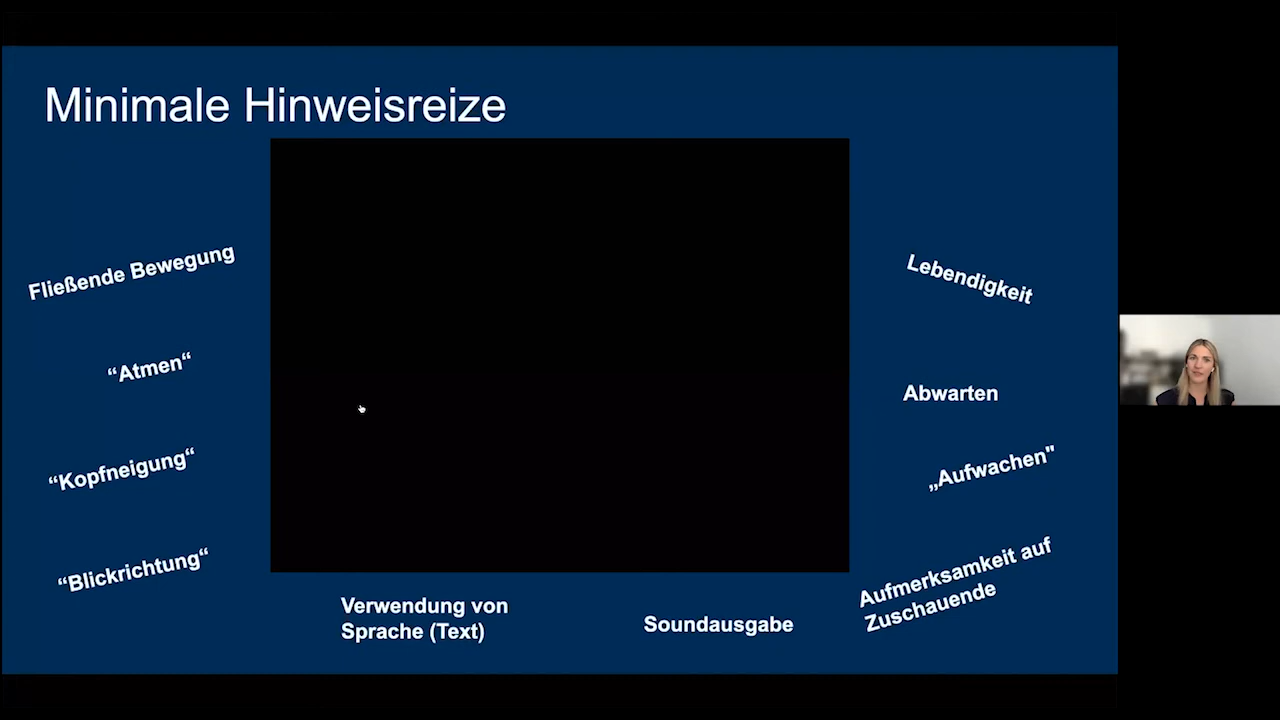 Minimale Hinweisreize
Fließende Bewegung
“Atmen“
“Kopfneigung“
“Blickrichtung“
Verwendung von
Sprache (Text)
Soundausgabe
Lebendigkeit
Abwarten
„Aufwachen"
Aufmerksamkeit auf
Zuschauende